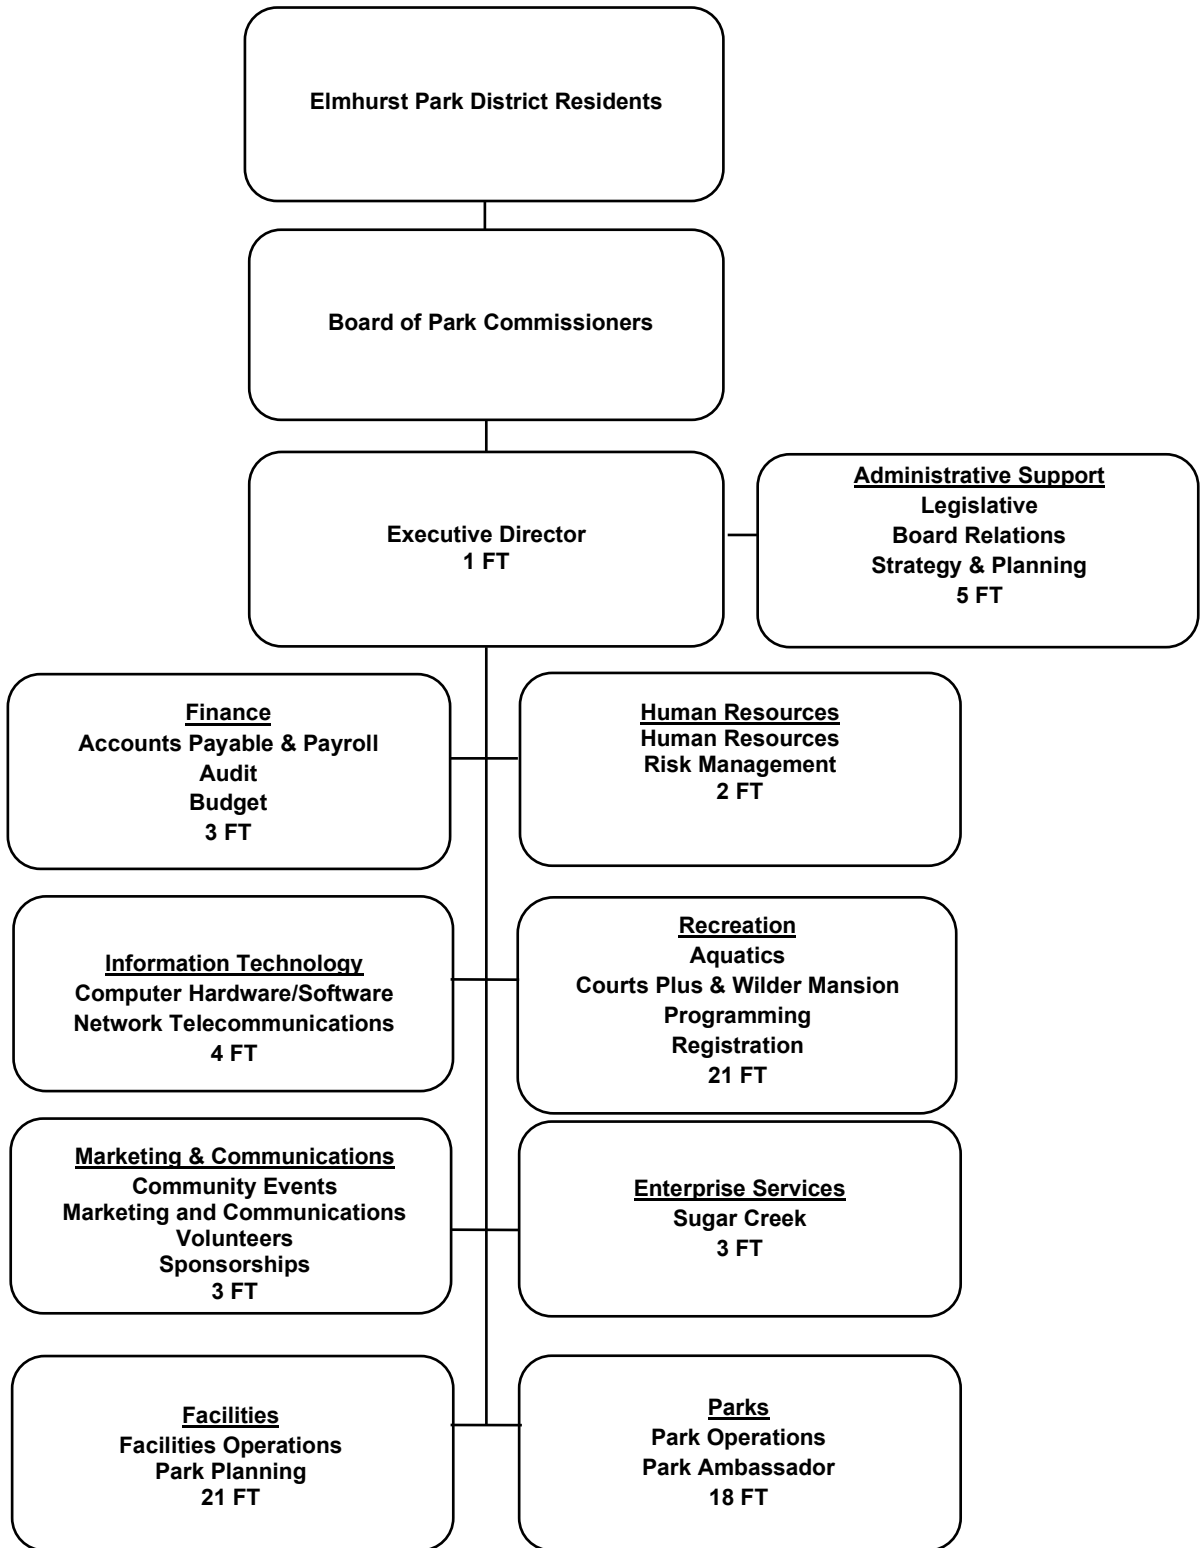 Elmhurst Park District Residents
Board of Park Commissioners
Executive Director
1 FT
Administrative Support
Legislative
Board Relations
Strategy & Planning
5 FT
Finance
Accounts Payable & Payroll
Audit
Budget
3 FT
Human Resources
Human Resources
Risk Management
2 FT
Information Technology
Computer Hardware/Software
Network Telecommunications
4 FT
Recreation
Aquatics
Courts Plus & Wilder Mansion
Programming
Registration
21 FT
Marketing & Communications
Community Events
Marketing and Communications
Volunteers
Sponsorships
3 FT
Enterprise Services
Sugar Creek
3 FT
Facilities
Facilities Operations
Park Planning
21 FT
Parks
Park Operations
Park Ambassador
18 FT